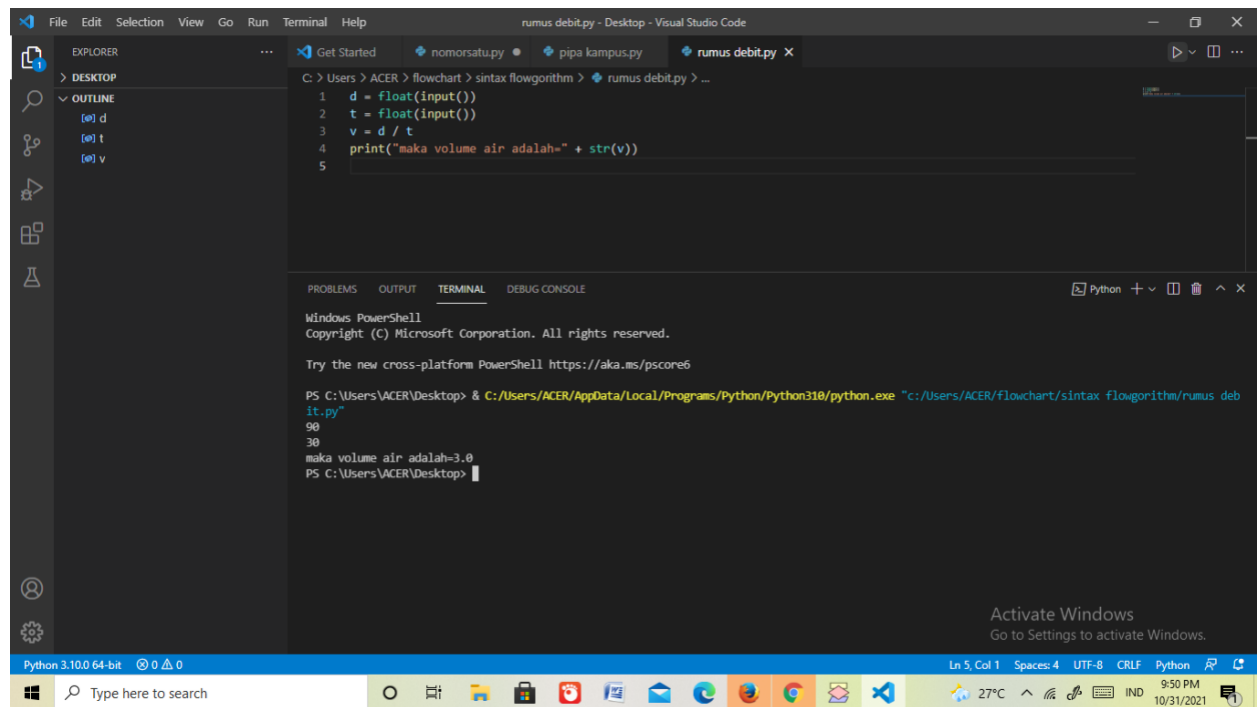 File Edit Selection View Go Run Terminal Help
rumus debit.py - Desktop - Visual Studio Code
EXPLORER
DESKTOP
OUTLINE
d
t
v
Get Started nomorsatu.py pipa kampus.py rumus debit.py
C: > Users > ACER > flowchart > sintax flowgorithm > rumus debit.py > ...
1 d = float(input())
2 t = float(input())
3 v = d / t
4 print("maka volume air adalah=" + str(v))
5
PROBLEMS OUTPUT TERMINAL DEBUG CONSOLE
Python
Windows PowerShell
Copyright (C) Microsoft Corporation. All rights reserved.
Try the new cross-platform PowerShell https://aka.ms/pscore6
PS C:\Users\ACER\Desktop> & C:/Users/ACER/AppData/Local/Programs/Python/Python310/python.exe "c:/Users/ACER/flowchart/sintax flowgorithm/rumus deb
it.py"
90
30
maka volume air adalah=3.0
PS C:\Users\ACER\Desktop>
Activate Windows
Go to Settings to activate Windows.
Python 3.10.0 64-bit 0 0
Ln 5, Col 1 Spaces: 4 UTF-8 CRLF Python
Type here to search
27°C IND
9:50 PM
10/31/2021
1